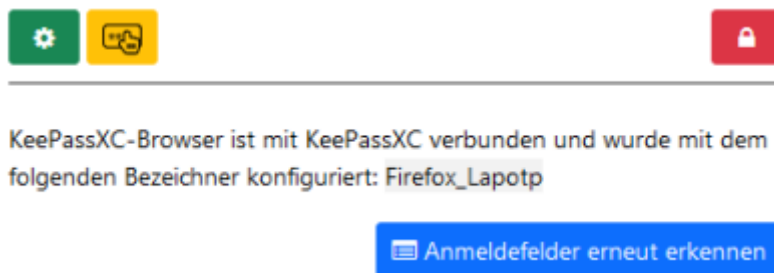 KeePassXC-Browser ist mit KeePassXC verbunden und wurde mit dem
folgenden Bezeichner konfiguriert: Firefox_Lapotp
Anmeldefelder erneut erkennen